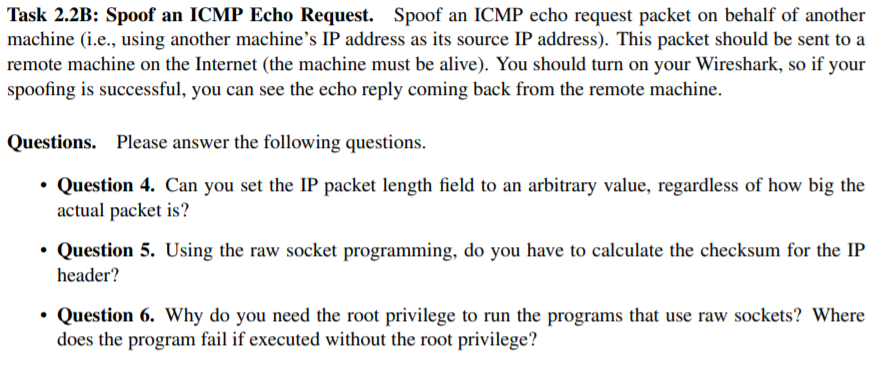 Task 2.2B: Spoof an ICMP Echo Request. Spoof an ICMP echo request packet on behalf of another
machine (i.e., using another machine's IP address as its source IP address). This packet should be sent to a
remote machine on the Internet (the machine must be alive). You should turn on your Wireshark, so if your
spoofing is successful, you can see the echo reply coming back from the remote machine.
Questions. Please answer the following questions.
• Question 4. Can you set the IP packet length field to an arbitrary value, regardless of how big the
actual packet is?
• Question 5. Using the raw socket programming, do you have to calculate the checksum for the IP
header?
• Question 6. Why do you need the root privilege to run the programs that use raw sockets? Where
does the program fail if executed without the root privilege?